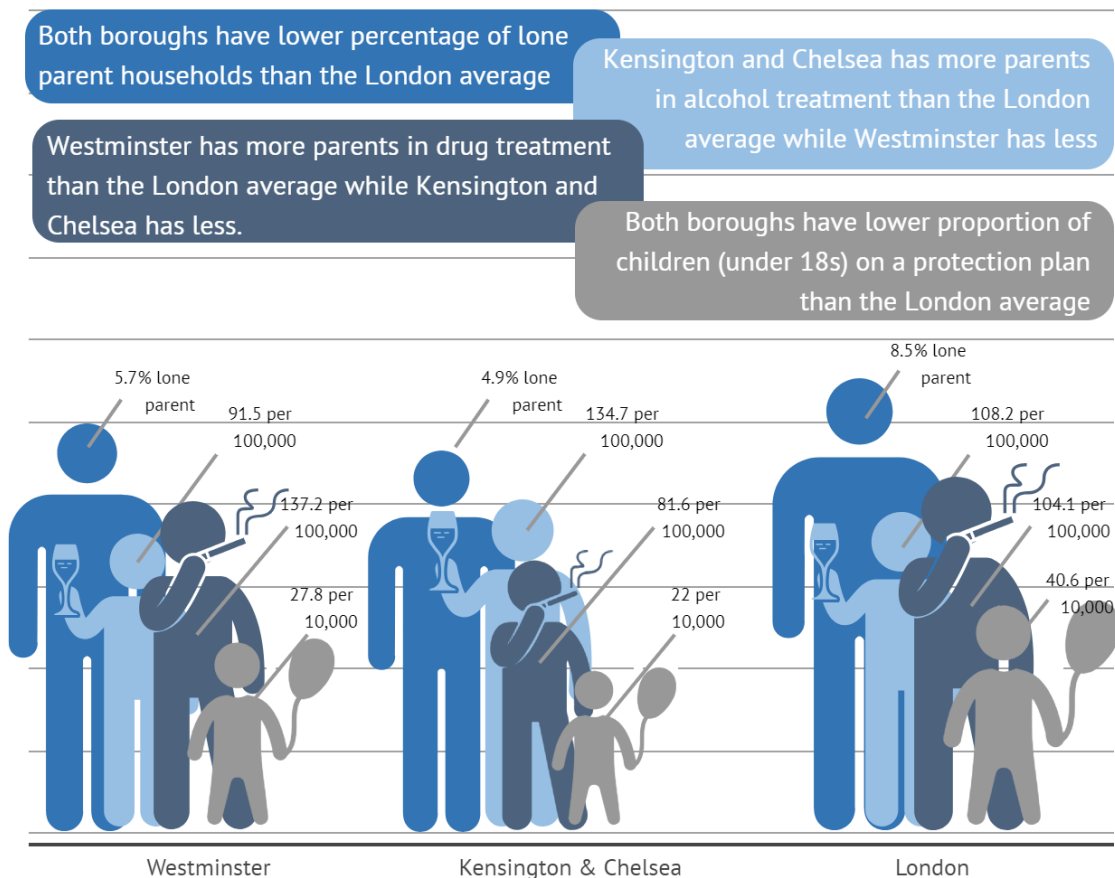 Both boroughs have lower percentage of lone
parent households than the London average
Kensington and Chelsea has more parents
in alcohol treatment than the London
average while Westminster has less
Westminster has more parents in drug treatment
than the London average while Kensington and
Chelsea has less.
Both boroughs have lower proportion of
children (under 18s) on a protection plan
than the London average
5.7% lone
parent
91.5 per
100,000
137.2 per
100,000
27.8 per
10,000
4.9% lone
parent
134.7 per
100,000
81.6 per
100,000
22 per
10,000
8.5% lone
parent
108.2 per
100,000
104.1 per
100,000
40.6 per
10,000
Westminster
Kensington & Chelsea
London